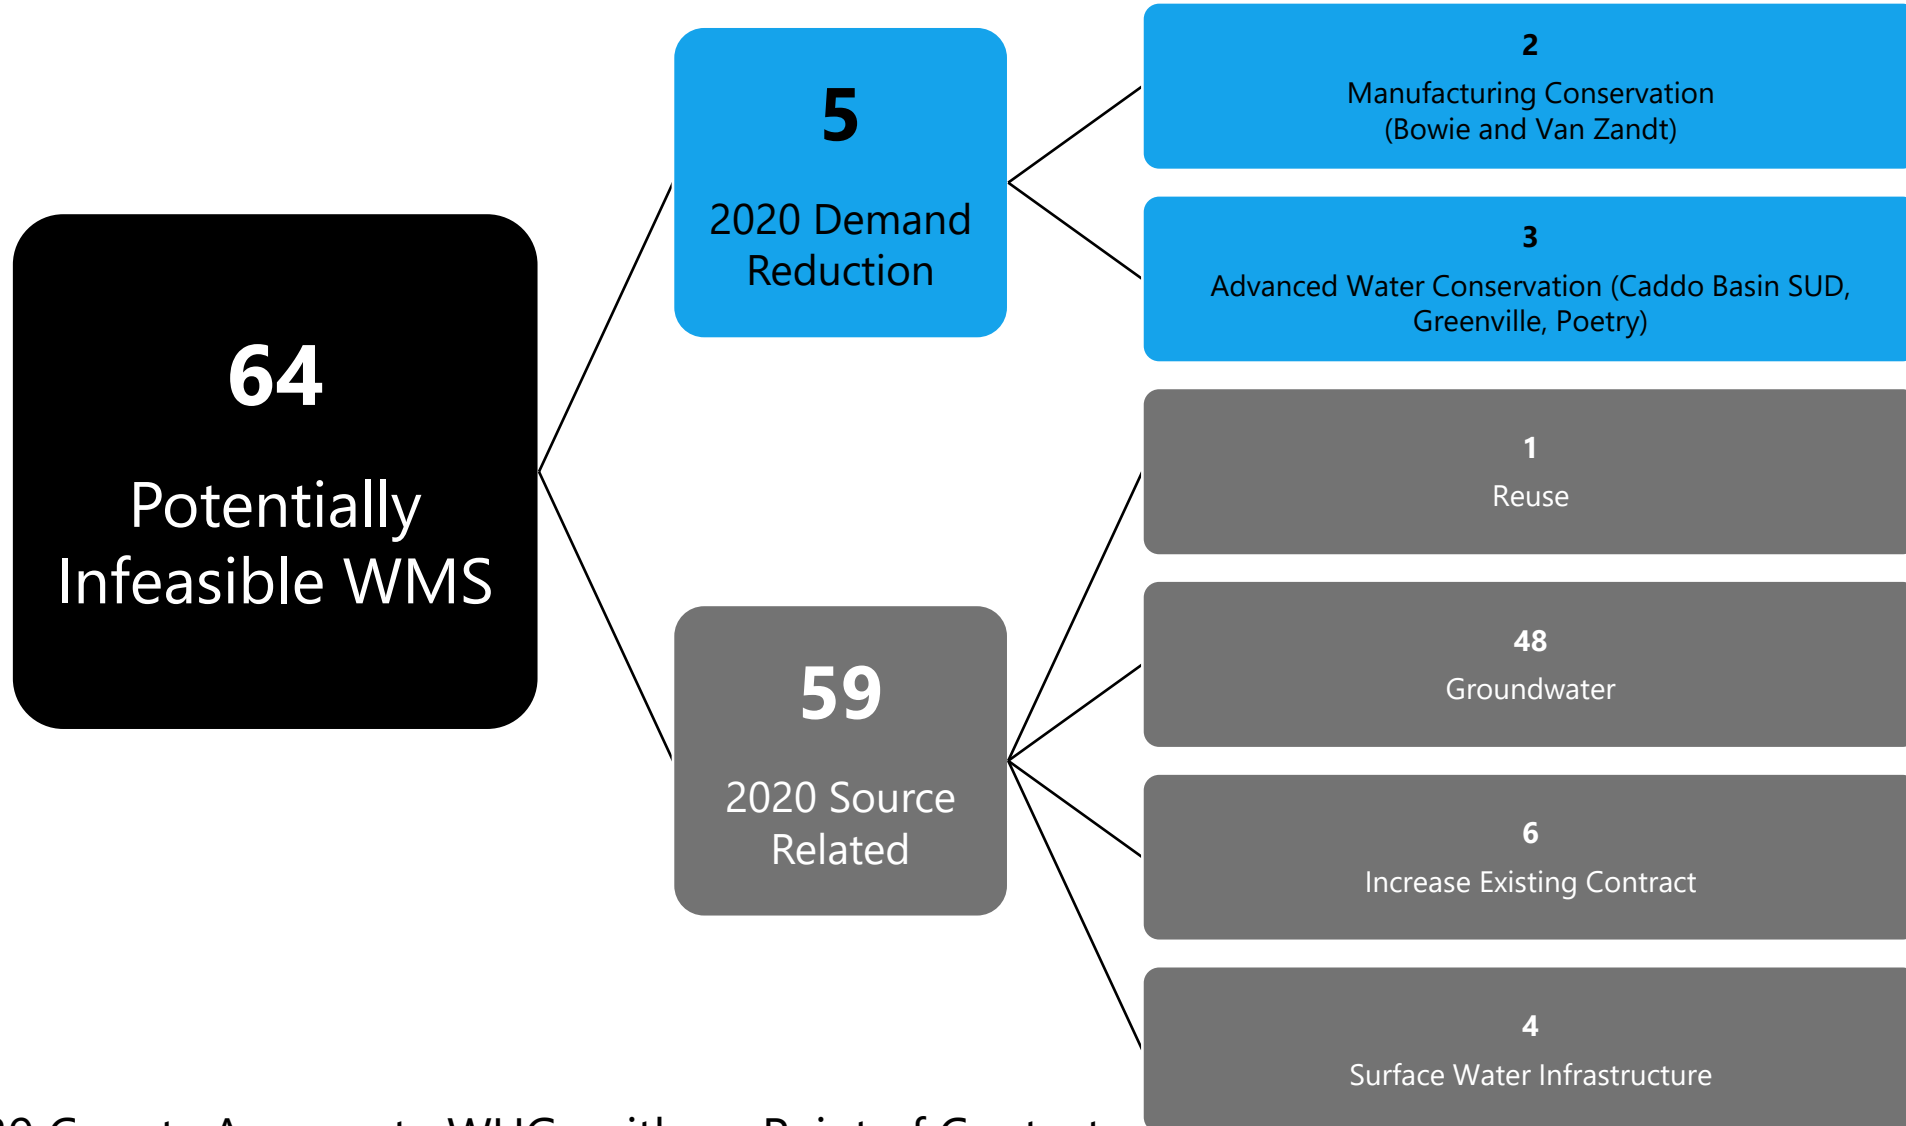 64
Potentially
Infeasible WMS
5
2020 Demand
Reduction
2
Manufacturing Conservation
(Bowie and Van Zandt)
3
Advanced Water Conservation (Caddo Basin SUD,
Greenville, Poetry)
59
2020 Source
Related
1
Reuse
48
Groundwater
6
Increase Existing Contract
4
Surface Water Infrastructure